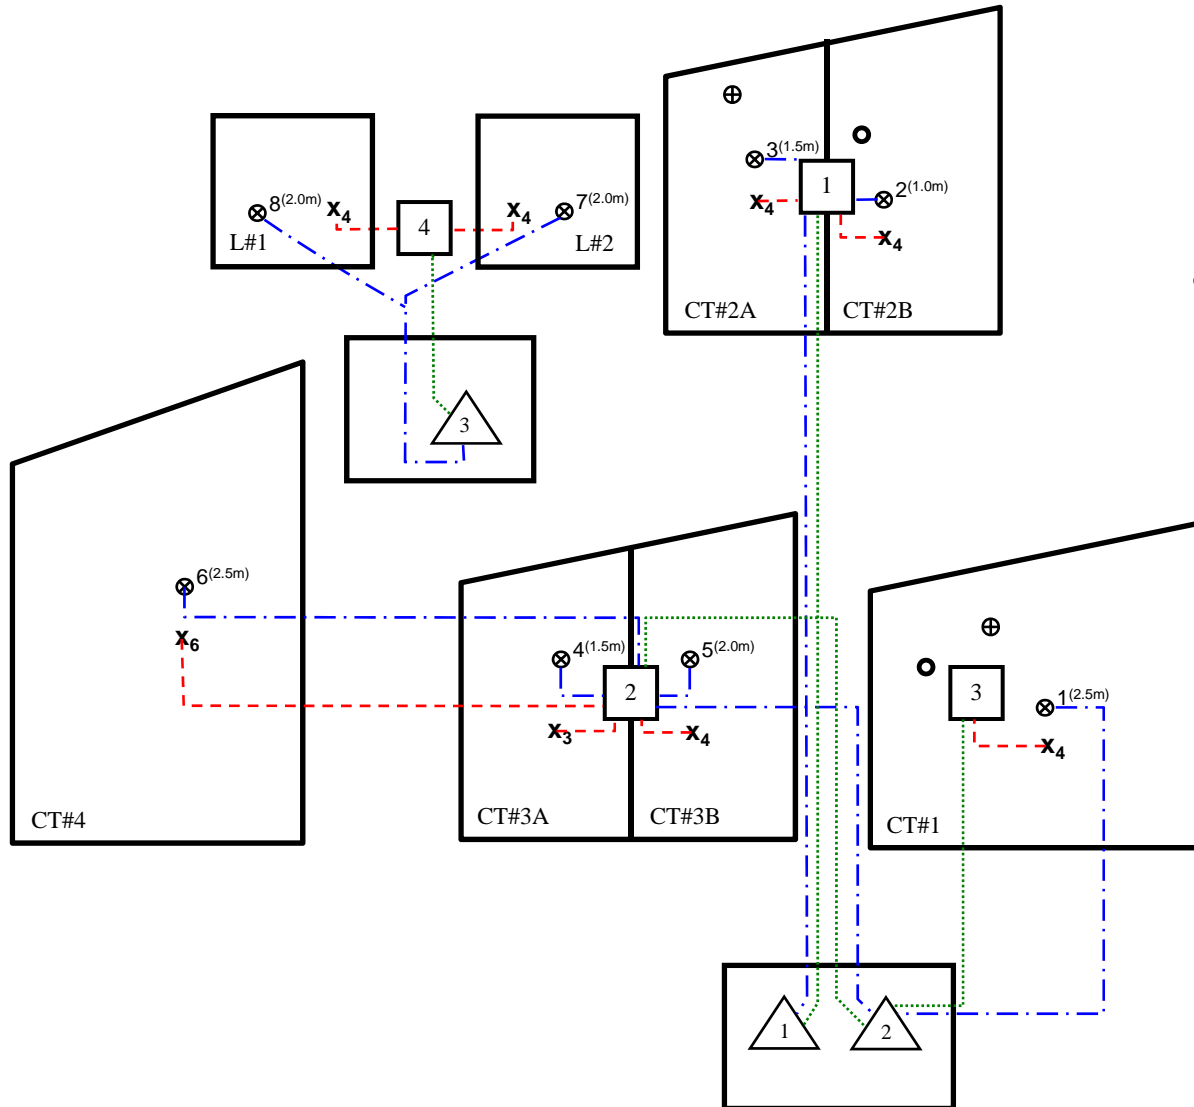 3(1.5m)
1
2(1.0m)
x4
x4
CT#2A
CT#2B
8(2.0m)
x4
4
x4
7(2.0m)
L#1
L#2
3
6(2.5m)
x6
CT#4
4(1.5m)
5(2.0m)
2
x3
x4
CT#3A
CT#3B
3
1(2.5m)
x4
CT#1
1
2